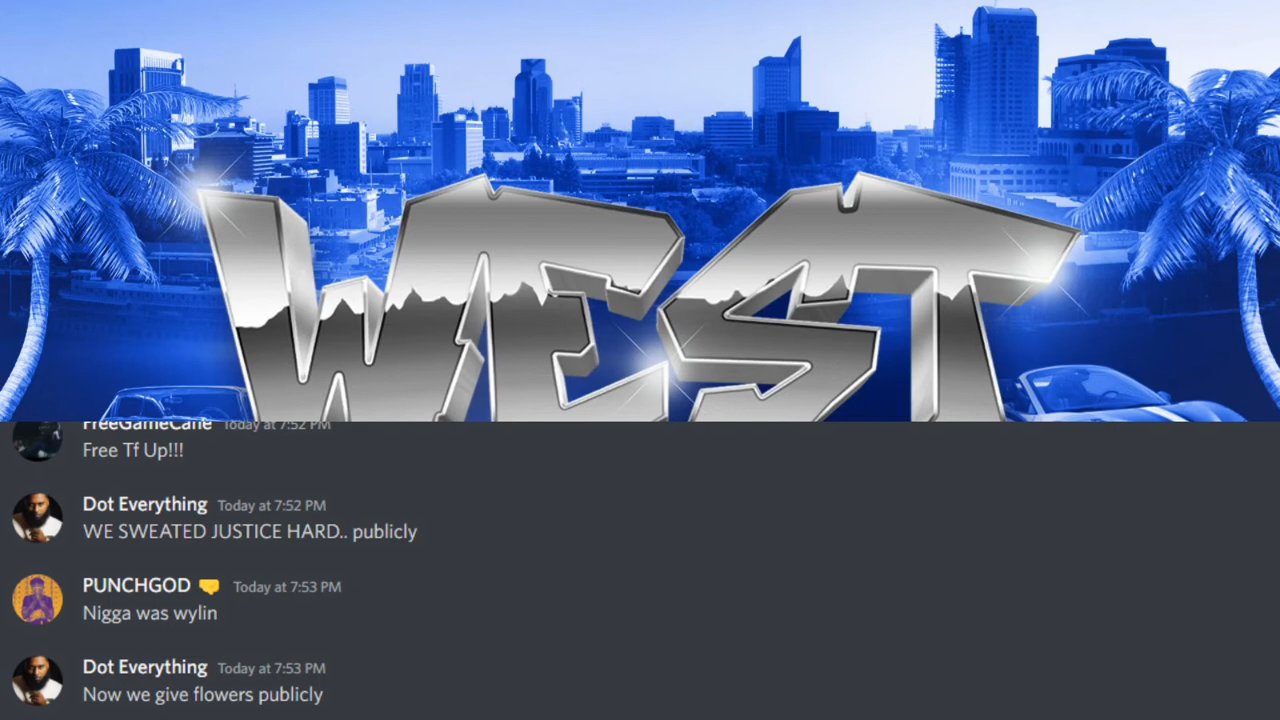 WEST
FreeGameCane Today at 7:52 PM
Free Tf Up!!!
Dot Everything Today at 7:52 PM
WE SWEATED JUSTICE HARD.. publicly
PUNCHGOD 🤜 Today at 7:53 PM
Nigga was wylin
Dot Everything Today at 7:53 PM
Now we give flowers publicly